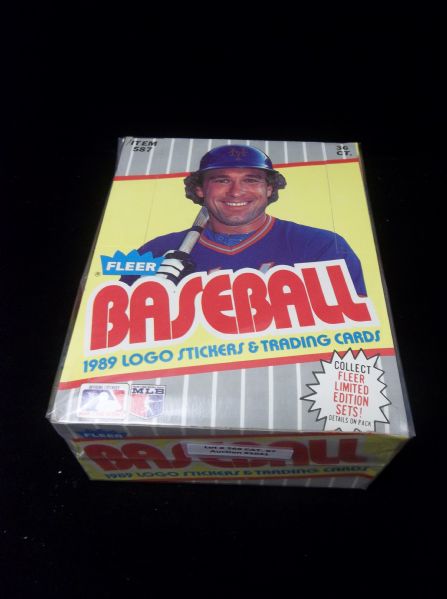 ITEM
587
36
CT.
FLEER
BASEBALL
1989 LOGO STICKERS & TRADING CARDS
COLLECT
FLEER
LIMITED
EDITION
SETS!
DETAILS ON PACK
MLB
FLEER
BASEBALL
1989 LOGO STICKERS & TRADING CARDS
Auction